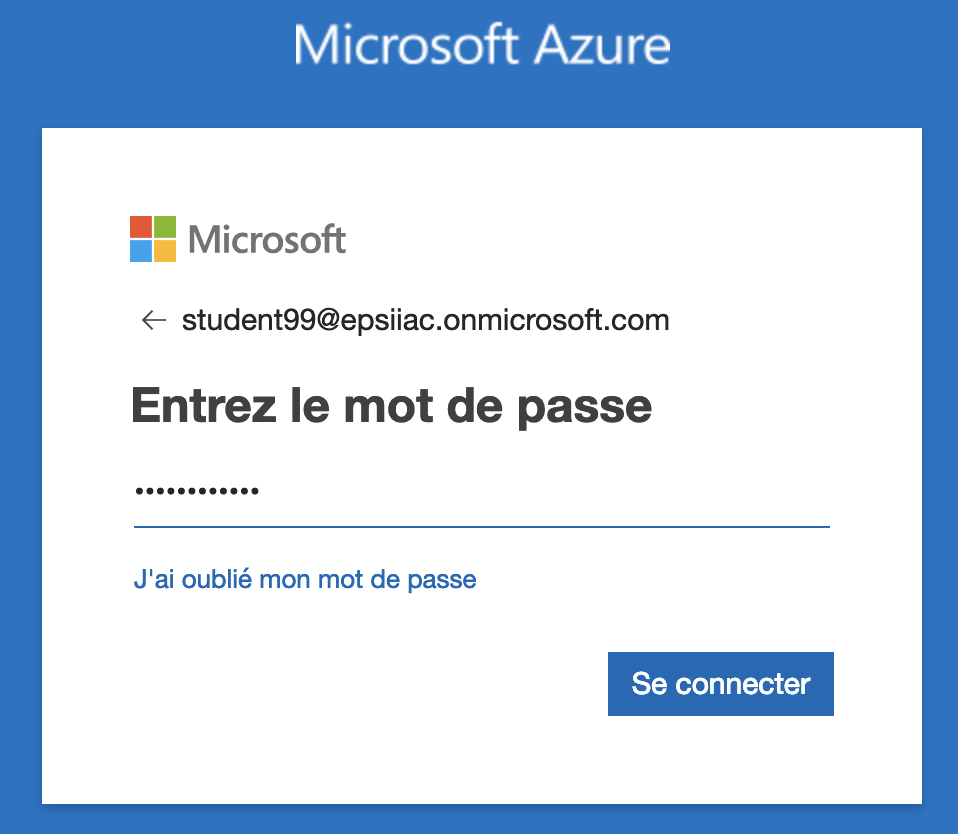 Microsoft Azure
Microsoft
student99@epsiiac.onmicrosoft.com
Entrez le mot de passe
••••••••••••
J'ai oublié mon mot de passe
Se connecter